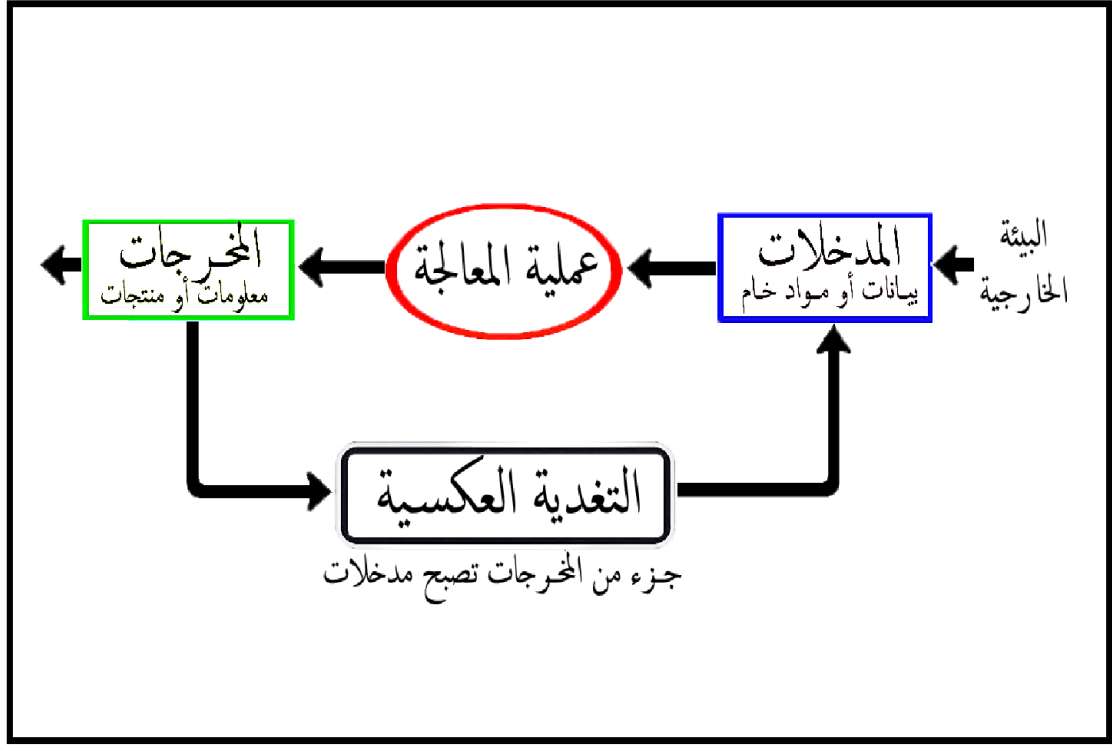 البيئة
الخارجية
المدخلات
بيانات أو مواد خام
عملية المعالجة
المخرجات
معلومات أو منتجات
التغدية العكسية
جزء من المخرجات تصبح مدخلات